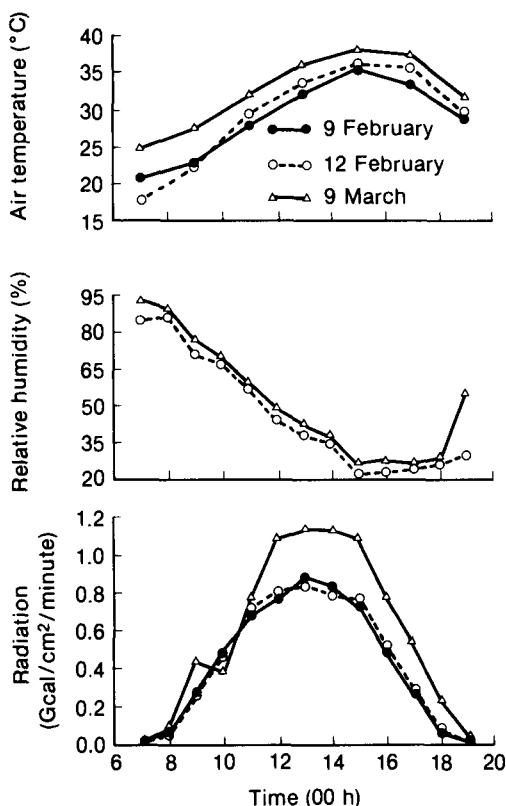 Air temperature (°C)
40
35
30
25
20
15
9 February
12 February
9 March
Relative humidity (%)
95
80
65
50
35
20
Radiation
(Gcal/cm²/minute)
1.2
1.0
0.8
0.6
0.4
0.2
0.0
6 8 10 12 14 16 18 20
Time (00 h)